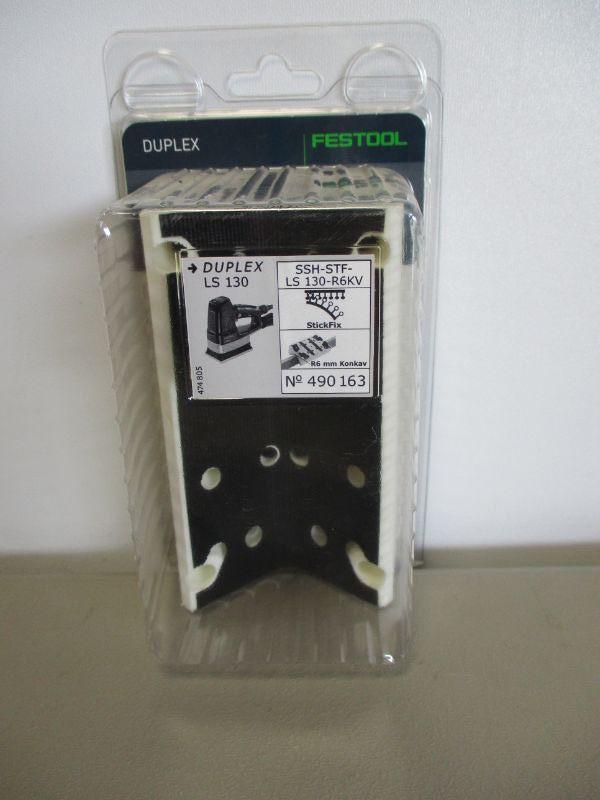 DUPLEX
FESTOOL
➔ DUPLEX
LS 130
SSH-STF-
LS 130-R6KV
StickFix
R6 mm Konkav
474 805
Nº 490 163